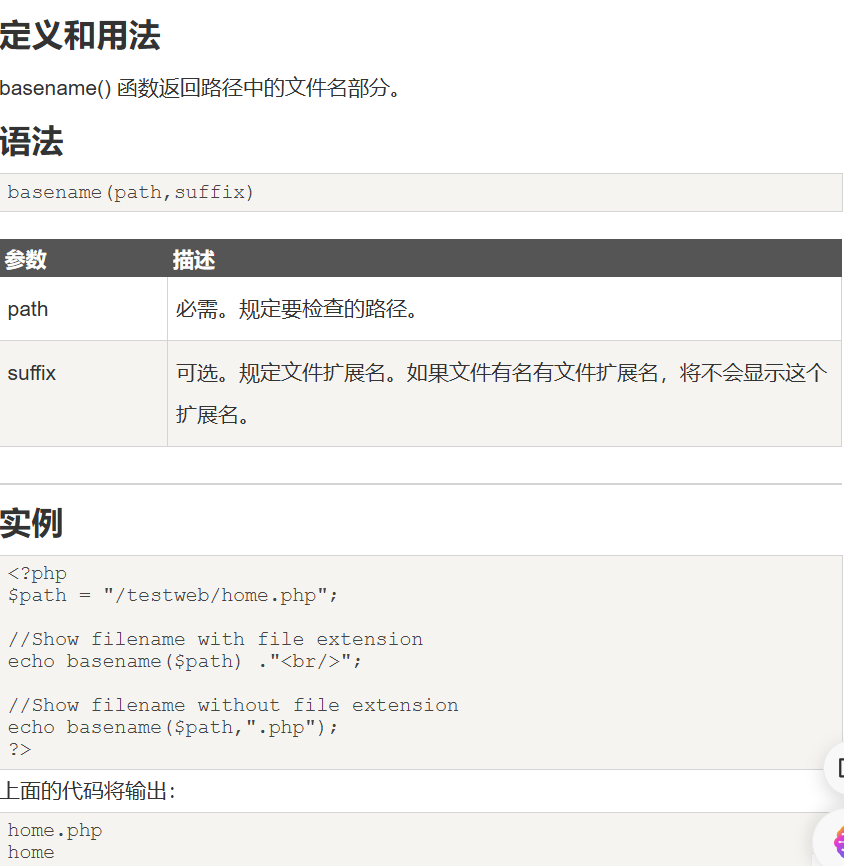 定义和用法
basename() 函数返回路径中的文件名部分。
语法
basename(path,suffix)
参数 描述
path 必需。规定要检查的路径。
suffix 可选。规定文件扩展名。如果文件有名有文件扩展名，将不会显示这个
扩展名。
实例
<?php
$path = "/testweb/home.php";
//Show filename with file extension
echo basename($path) ."<br/>";
//Show filename without file extension
echo basename($path,".php");
?>
上面的代码将输出：
home.php
home